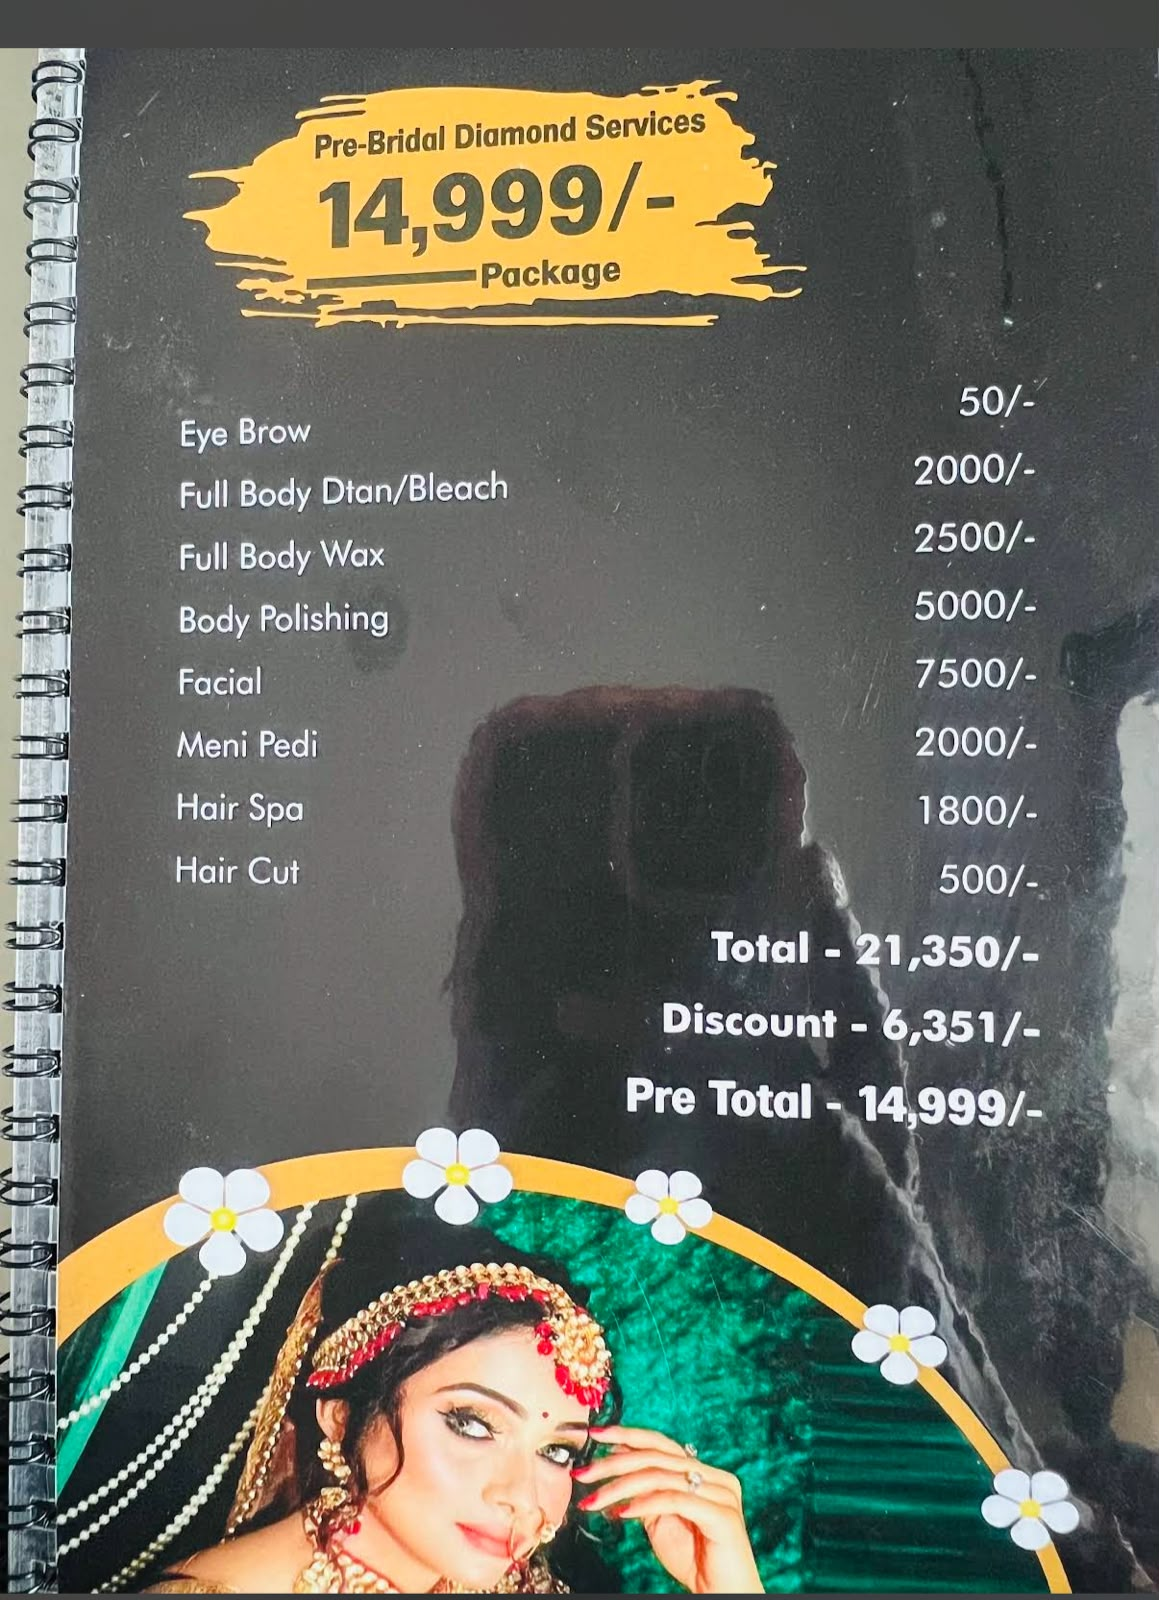 Pre-Bridal Diamond Services
14,999/-
Package
Eye Brow 50/-
Full Body Dtan/Bleach 2000/-
Full Body Wax 2500/-
Body Polishing 5000/-
Facial 7500/-
Meni Pedi 2000/-
Hair Spa 1800/-
Hair Cut 500/-
Total - 21,350/-
Discount - 6,351/-
Pre Total - 14,999/-